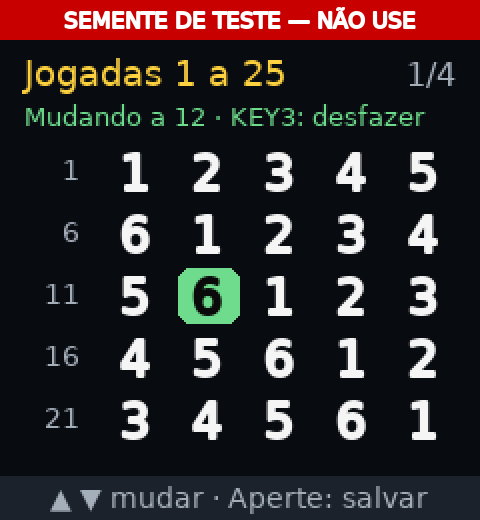 SEMENTE DE TESTE — NÃO USE
Jogadas 1 a 25 1/4
Mudando a 12 · KEY3: desfazer
1 1 2 3 4 5
6 6 1 2 3 4
11 5 6 1 2 3
16 4 5 6 1 2
21 3 4 5 6 1
▲ ▼ mudar · Aperte: salvar